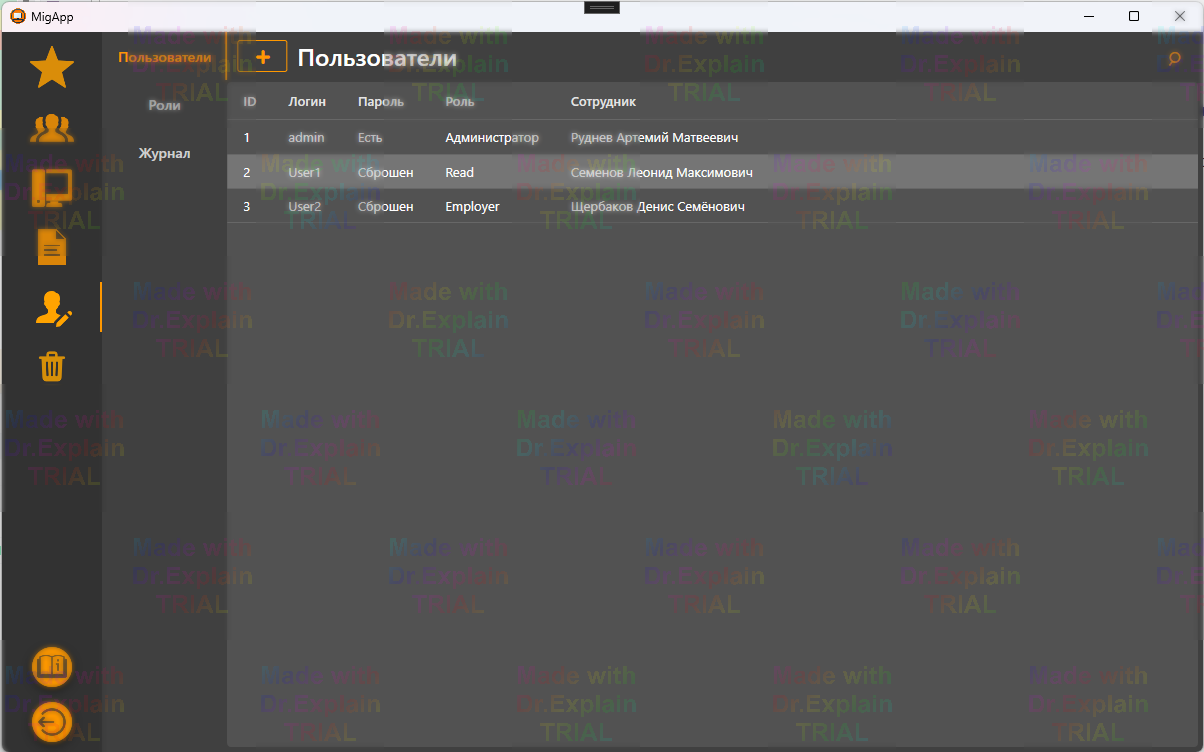 MigApp
Пользователи
Роли
Журнал
+ Пользователи
ID Логин Пароль Роль Сотрудник
1 admin Есть Администратор Руднев Артемий Матвеевич
2 User1 Сброшен Read Семенов Леонид Максимович
3 User2 Сброшен Employer Щербаков Денис Семёнович
Made with
Dr.Explain
TRIAL